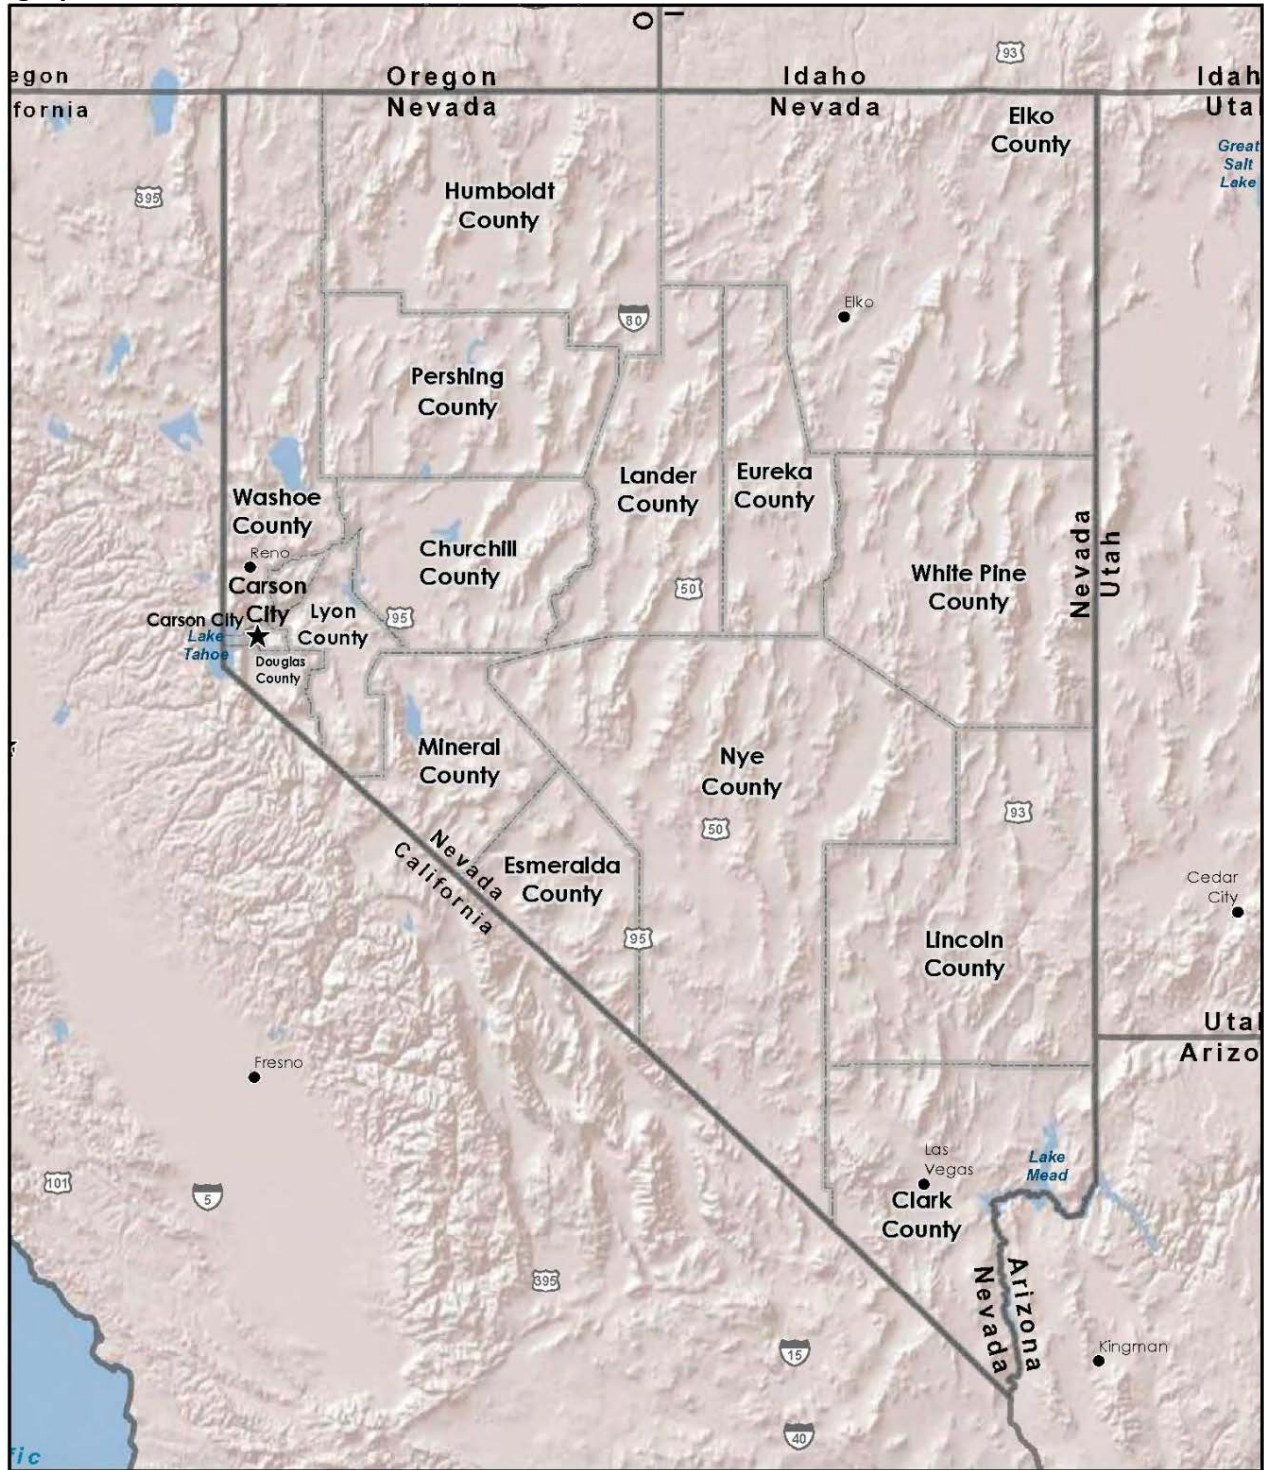 O I
93
egon
Oregon
Idaho
Idah
fornia
Nevada
Nevada
Uta
Elko
County
Great
Salt
Lake
395
Humboldt
County
Elko
80
Pershing
County
Lander
County
Eureka
County
Washoe
County
Reno
Churchill
County
Nevada
Utah
White Pine
County
50
Carson
City
Carson City
Lyon
County
95
Lake
Tahoe
Douglas
County
Mineral
County
Nye
County
50
93
Nevada
California
Esmeralda
County
Cedar
City
95
Lincoln
County
Utal
Arizo
Fresno
Las
Vegas
Lake
Mead
101
5
Clark
County
Arizona
Nevada
395
15
Kingman
40
fic